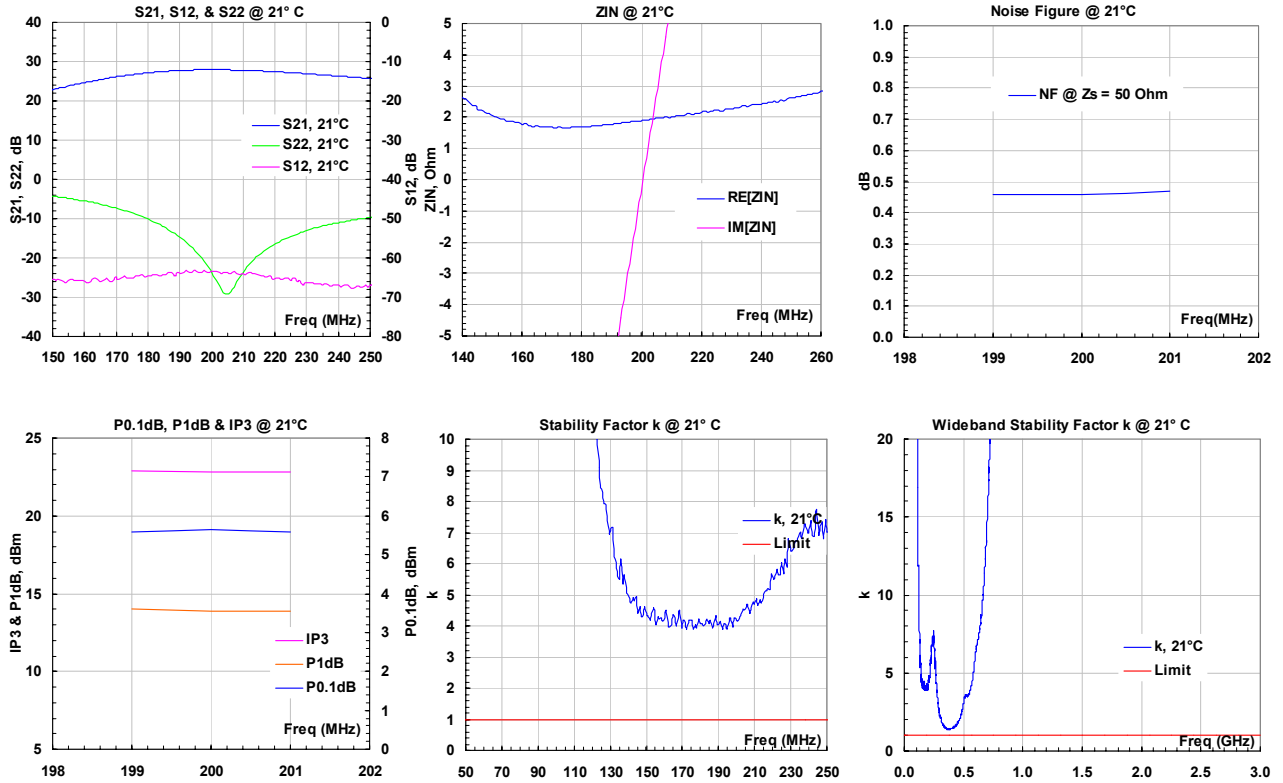 S21, S12, & S22 @ 21° C
40
30
20
10
0
-10
-20
-30
-40
S21, S22, dB
0
-10
-20
-30
-40
-50
-60
-70
-80
S12, dB
S21, 21°C
S22, 21°C
S12, 21°C
Freq (MHz)
150 160 170 180 190 200 210 220 230 240 250
ZIN @ 21°C
5
4
3
2
1
0
-1
-2
-3
-4
-5
ZIN, Ohm
RE[ZIN]
IM[ZIN]
Freq (MHz)
140 160 180 200 220 240 260
Noise Figure @ 21°C
1.0
0.9
0.8
0.7
0.6
0.5
0.4
0.3
0.2
0.1
0.0
dB
NF @ Zs = 50 Ohm
Freq(MHz)
198 199 200 201 202
P0.1dB, P1dB & IP3 @ 21°C
25
20
15
10
5
IP3 & P1dB, dBm
8
7
6
5
4
3
2
1
0
P0.1dB, dBm
IP3
P1dB
P0.1dB
Freq (MHz)
198 199 200 201 202
Stability Factor k @ 21° C
10
9
8
7
6
5
4
3
2
1
0
k
k, 21°C
Limit
Freq (MHz)
50 70 90 110 130 150 170 190 210 230 250
Wideband Stability Factor k @ 21° C
20
15
10
5
0
k
k, 21°C
Limit
Freq (GHz)
0.0 0.5 1.0 1.5 2.0 2.5 3.0